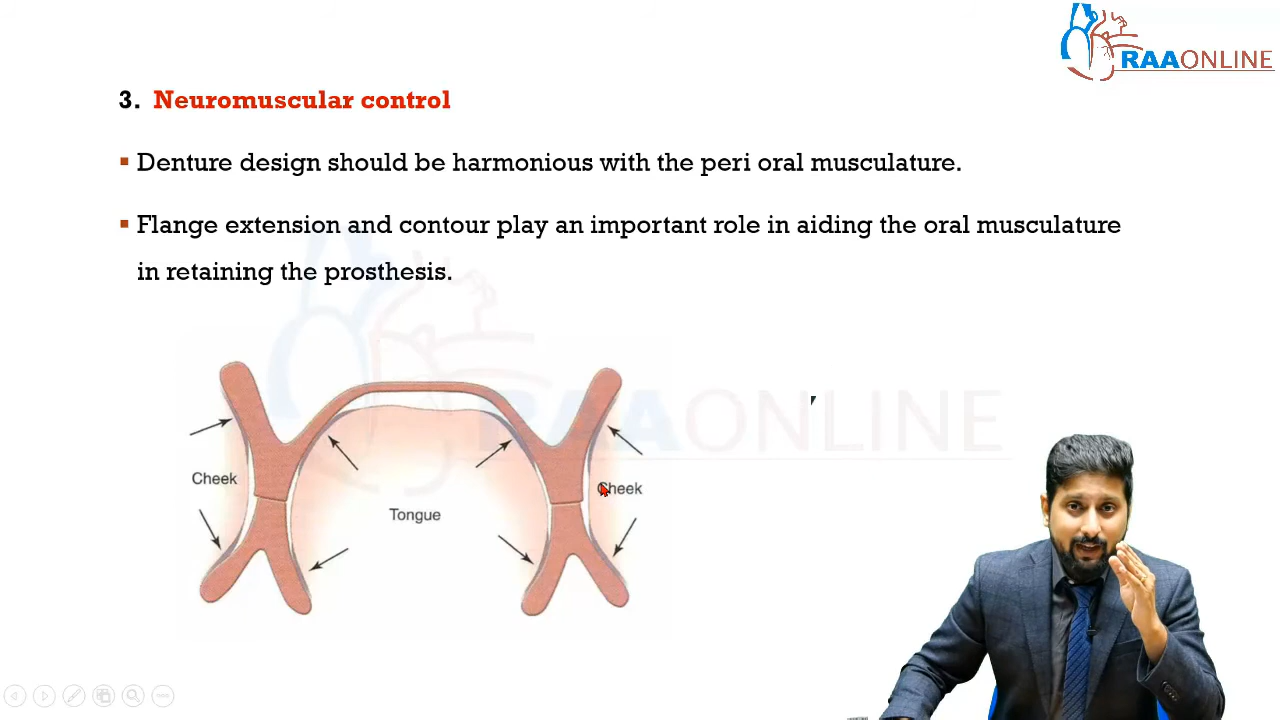 RAAONLINE
3. Neuromuscular control
▪ Denture design should be harmonious with the peri oral musculature.
▪ Flange extension and contour play an important role in aiding the oral musculature
in retaining the prosthesis.
RAAONLINE
Cheek
Cheek
Tongue